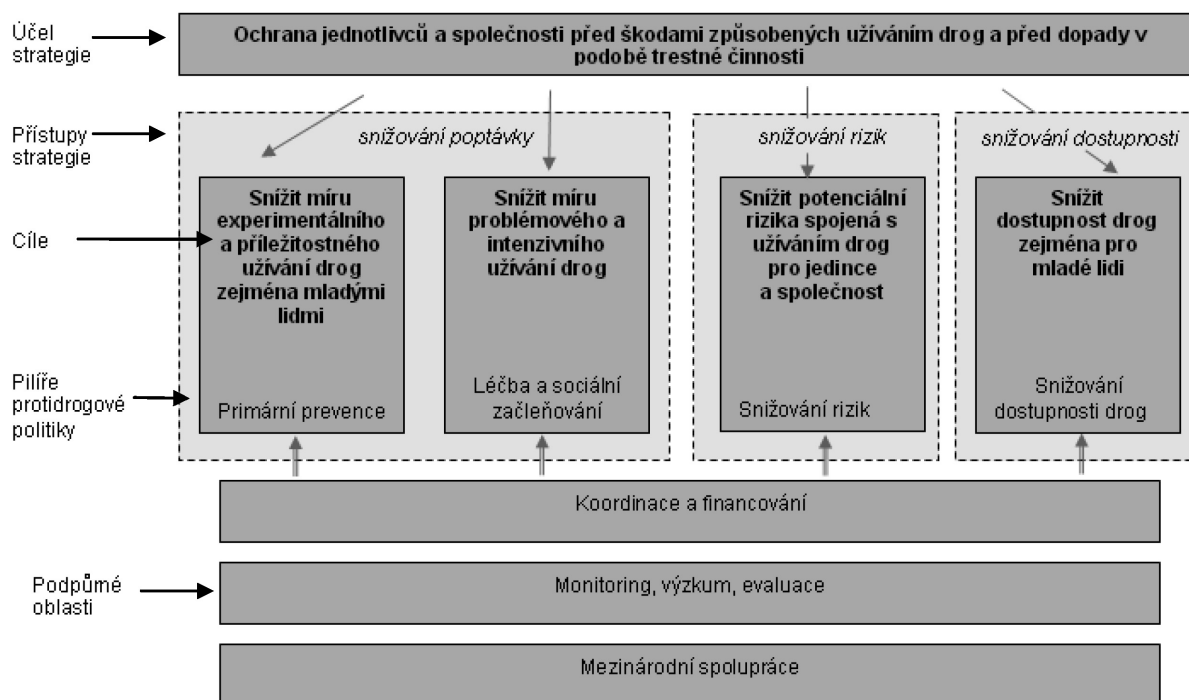 Účel
strategie
Ochrana jednotlivců a společnosti před škodami způsobených užíváním drog a před dopady v
podobě trestné činnosti
Přístupy
strategie
snižování poptávky
snižování rizik
snižování dostupnosti
Cíle
Snížit míru
experimentálního
a příležitostného
užívání drog
zejména mladými
lidmi
Primární prevence
Snížit míru
problémového a
intenzivního
užívání drog
Léčba a sociální
začleňování
Snížit potenciální
rizika spojená s
užíváním drog
pro jedince
a společnost
Snižování rizik
Snížit
dostupnost drog
zejména pro
mladé lidi
Snižování
dostupnosti drog
Pilíře
protidrogové
politiky
Koordinace a financování
Podpůrné
oblasti
Monitoring, výzkum, evaluace
Mezinárodní spolupráce